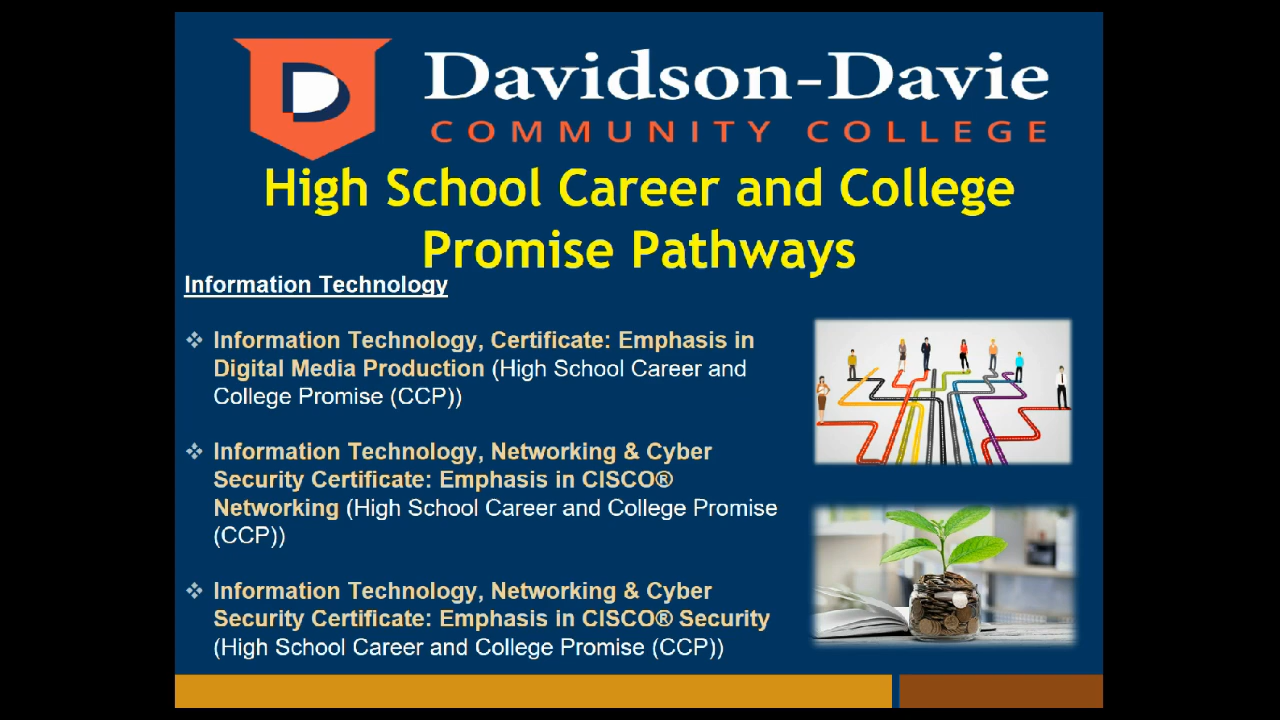 D
Davidson-Davie
COMMUNITY COLLEGE
High School Career and College
Promise Pathways
Information Technology
❖ Information Technology, Certificate: Emphasis in
Digital Media Production (High School Career and
College Promise (CCP))
❖ Information Technology, Networking & Cyber
Security Certificate: Emphasis in CISCO®
Networking (High School Career and College Promise
(CCP))
❖ Information Technology, Networking & Cyber
Security Certificate: Emphasis in CISCO® Security
(High School Career and College Promise (CCP))